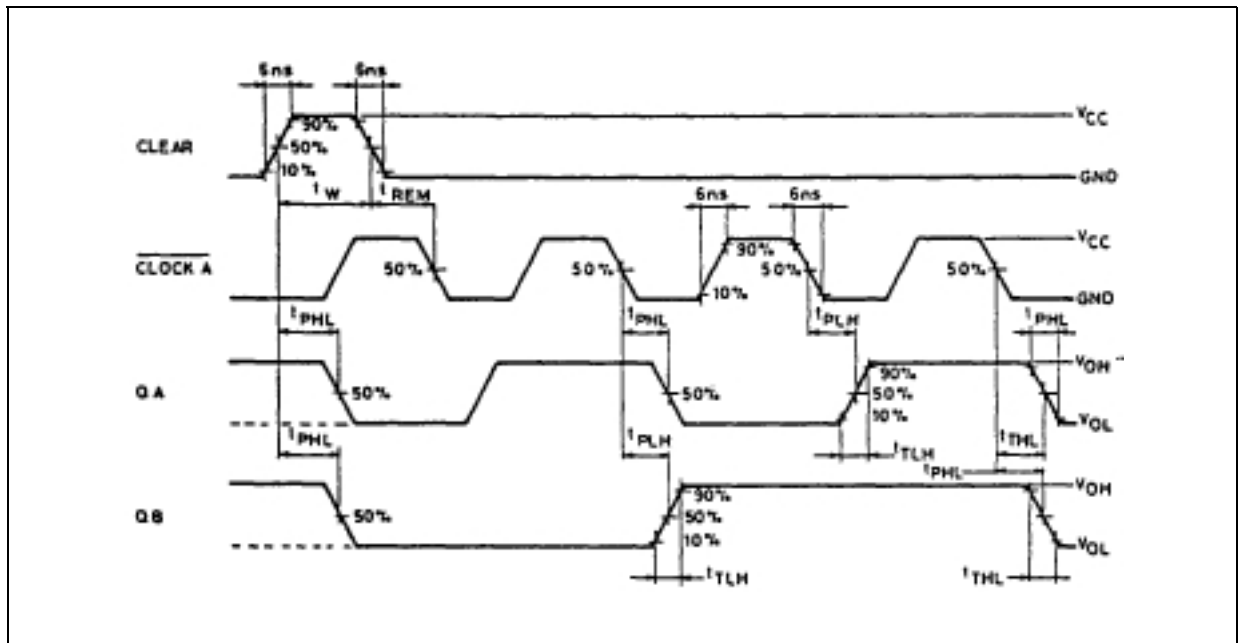 6ns 6ns
CLEAR
90%
50%
10%
VCC
GND
tW tREM
6ns 6ns
CLOCK A
50% 50% 90% 50% 50%
10%
VCC
GND
tPHL tPHL tPLH tPHL
QA
50% 50% 90%
50%
10%
VOH
VOL
tPHL tPLH tTLH tTHL
tPHL
QB
50% 90%
50%
10%
VOH
VOL
tTLH tTHL